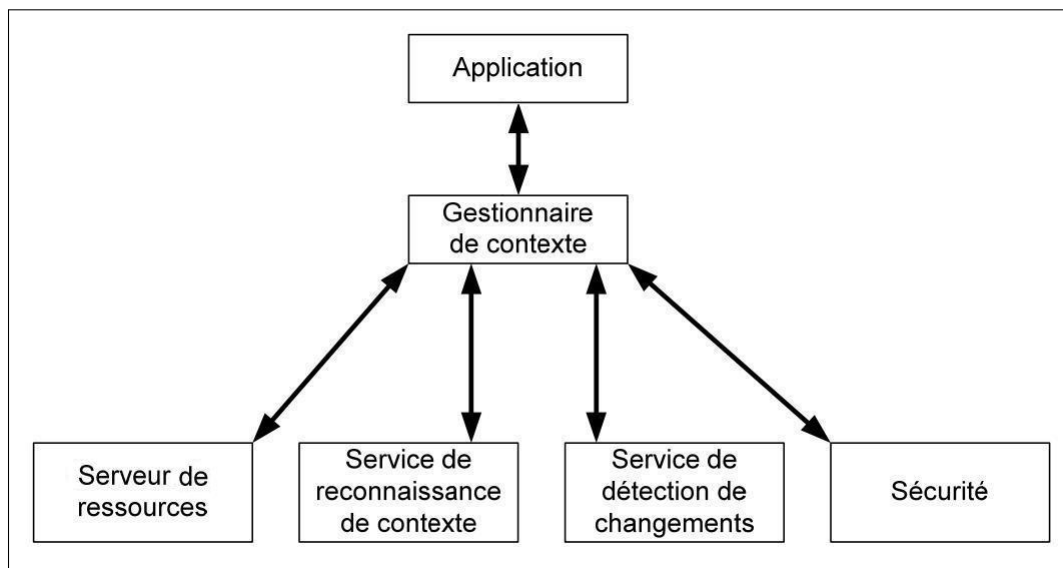 Application
Gestionnaire
de contexte
Serveur de
ressources
Service de
reconnaissance
de contexte
Service de
détection de
changements
Sécurité